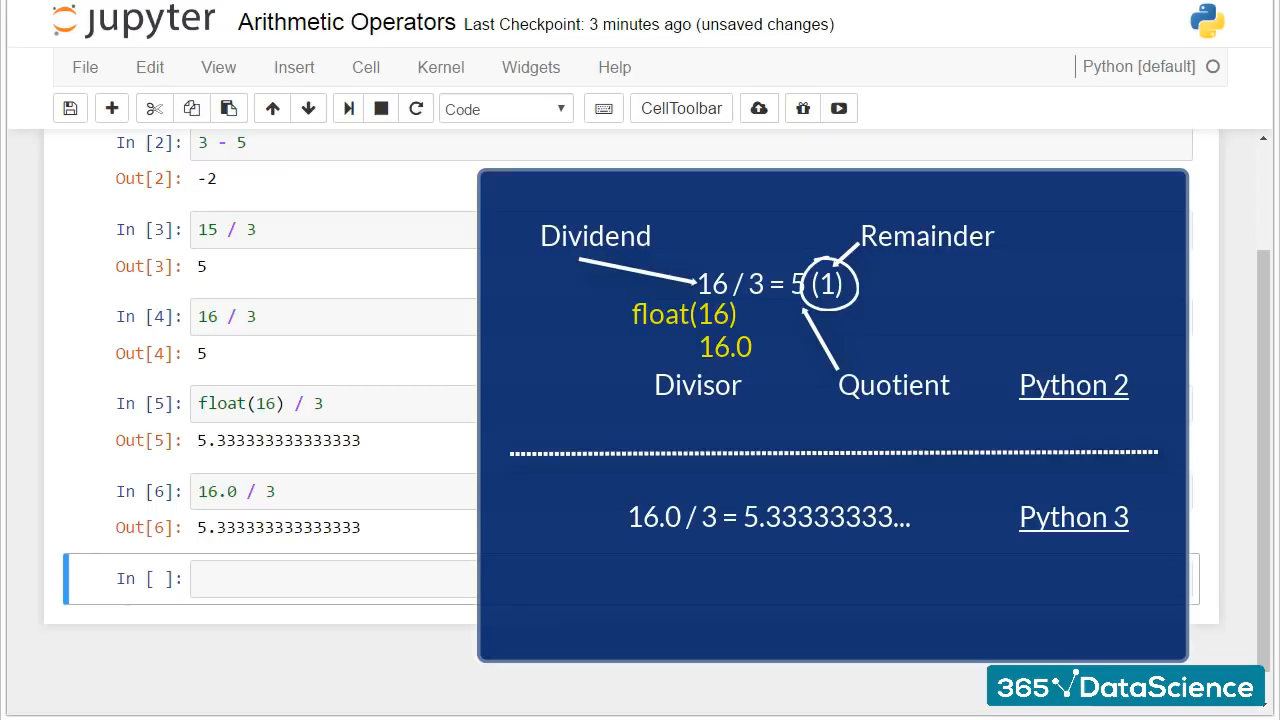 jupyter Arithmetic Operators Last Checkpoint: 3 minutes ago (unsaved changes)
File Edit View Insert Cell Kernel Widgets Help Python [default]
Code CellToolbar
In [2]: 3 - 5
Out[2]: -2
In [3]: 15 / 3
Out[3]: 5
In [4]: 16 / 3
Out[4]: 5
In [5]: float(16) / 3
Out[5]: 5.333333333333333
In [6]: 16.0 / 3
Out[6]: 5.333333333333333
In [ ]:
Dividend Remainder
16 / 3 = 5 (1)
float(16)
16.0
Divisor Quotient Python 2
16.0 / 3 = 5.33333333... Python 3
365 DataScience